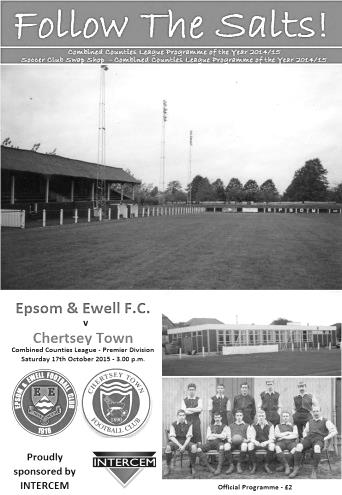 Follow The Salts!
Combined Counties League Programme of the Year 2014/15
Soccer Club Swap Shop - Combined Counties League Programme of the Year 2014/15
Epsom & Ewell F.C.
v
Chertsey Town
Combined Counties League - Premier Division
Saturday 17th October 2015 - 3.00 p.m.
EPSOM & EWELL FOOTBALL CLUB
1918
CHERTSEY TOWN
FOOTBALL CLUB
Proudly
sponsored by
INTERCEM
INTERCEM
Official Programme - £2